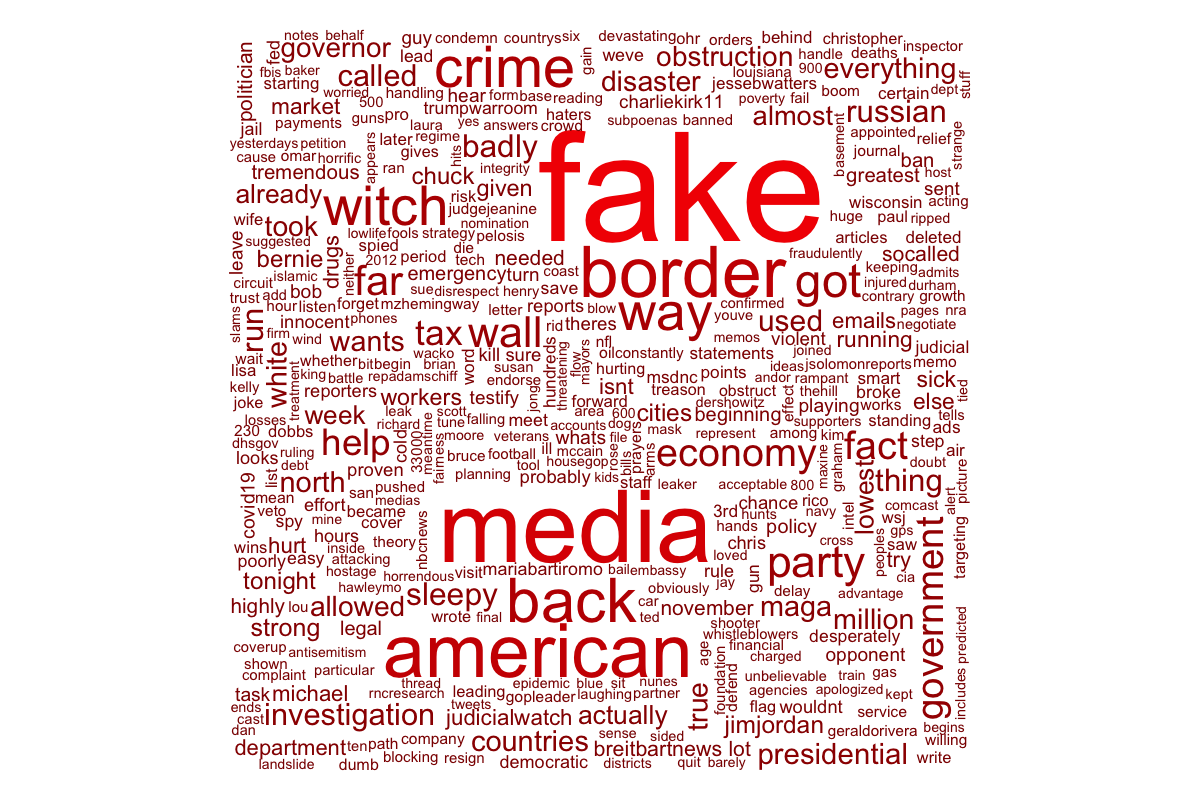 notes behalf
guy condemn countrys six devastating ohr orders behind christopher
politician fed governor lead gain weve obstruction handle deaths inspector
fbis baker called crime disaster louisiana 900 everything stuff
starting worried handling hear formbase reading charliekirk11 jessebwatters boom certain dept
market 500 gunspro trumpwarroom haters poverty fail almost russian
jail payments laura yes answers crowd subpoenas banned
yesterdays petition later regime hits badly fake basement appointed relief strange
cause omar horrific appears gives integrity journal ban
tremendous ran chuck given greatest host
already witch risk judgejeanine sent
wife took nomination wisconsin acting
suggested lowlife fools strategy pelosis huge paul ripped
leave bernie drugs spied die articles deleted
neither 2012 period tech needed fraudulently socalled
circuit islamic far emergency turn coast border got keeping admits
trust add bob sue disrespect henry save injured durham
hour listen forget mzhemingway letter reports blow way confirmed contrary growth
slams run innocent phones tax wall rid theres youve used emails pages nra negotiate
firm wind wants hundreds nfl memos violent running judicial
wait white whether bitbegin wacko word kill sure flow mayors oil constantly statements joined
lisa king brian susan threatening hurting points ideas jsolomonreports memo
kelly treatment battle repadamschiff endorse isnt msdnc andor rampant smart sick
joke reporters workers testify jong forward treason obstruct effect thehill broke else tied
losses week leak scott falling meet area 600 cities dershowitz beginning playing works
230 dobbs richard tune accounts dog mask supporters standing tells
dhsgov help cold moore veterans whats file represent among kim fact step ads
looks ruling 33000 meantime fairness bruce football ill mccain rose prayers economy maxine graham lowest doubt air
list debt proven tool housegop bills arms thing picture
north planning probably kids staff leaker acceptable 800
covid19 mean effort san pushed media chance rico intel comcast alert
veto became medias 3rd hunts navy wsj
spy mine cover nbcnews hands policy gps
hours chris cross peoples saw government targeting
wins hurt inside theory loved party try
poorly easy attacking mariabartiromo bailembassy rule gun cia
tonight hostage horrendous visit obviously jay delay advantage
hawleymo sleepy back car
highly lou allowed wrote final ted november maga million
strong legal american shooter
coverup antisemitism whistleblowers desperately predicted
shown age financial opponent
complaint particular charged
thread epidemic blue sit nunes foundation defend unbelievable train gas
task michael rncresearch leading gopleader laughing partner true agencies apologized kept includes
ends tweets flag wouldnt
cast investigation judicialwatch actually jimjordan service begins
dan sense sided geraldorivera willing
department ten path company countries breitbartnews lot presidential write
landslide dumb blocking resign democratic districts quit barely